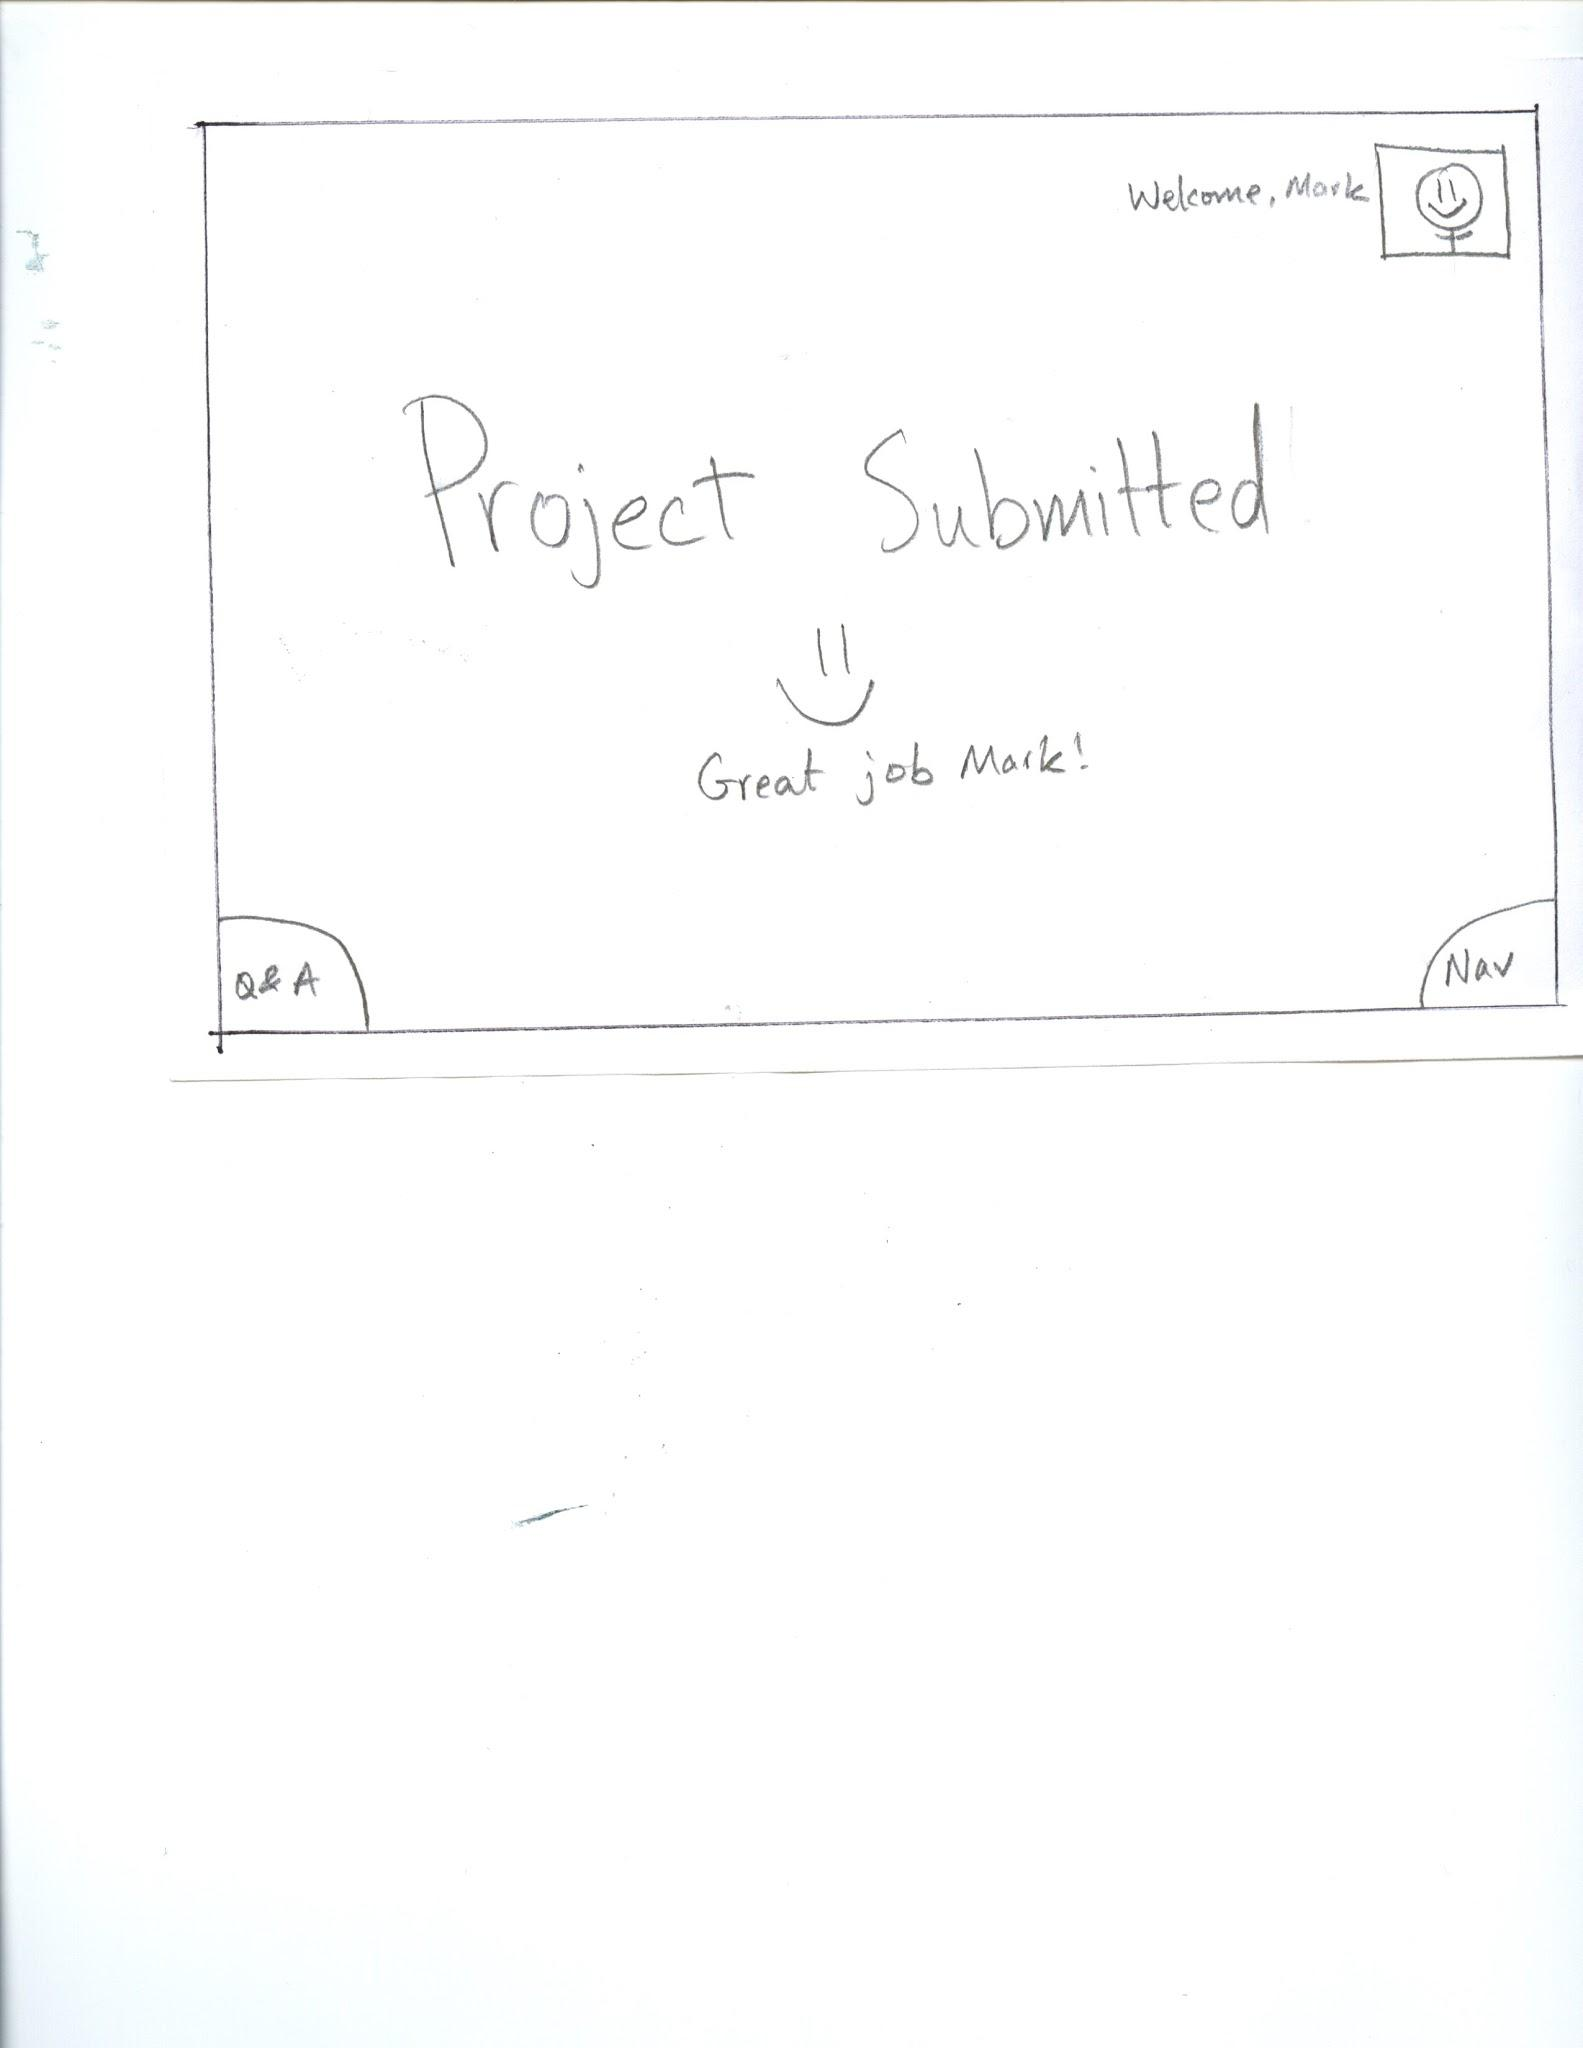 Welcome, Mark
Project Submitted
Great job Mark!
Q & A
Nav